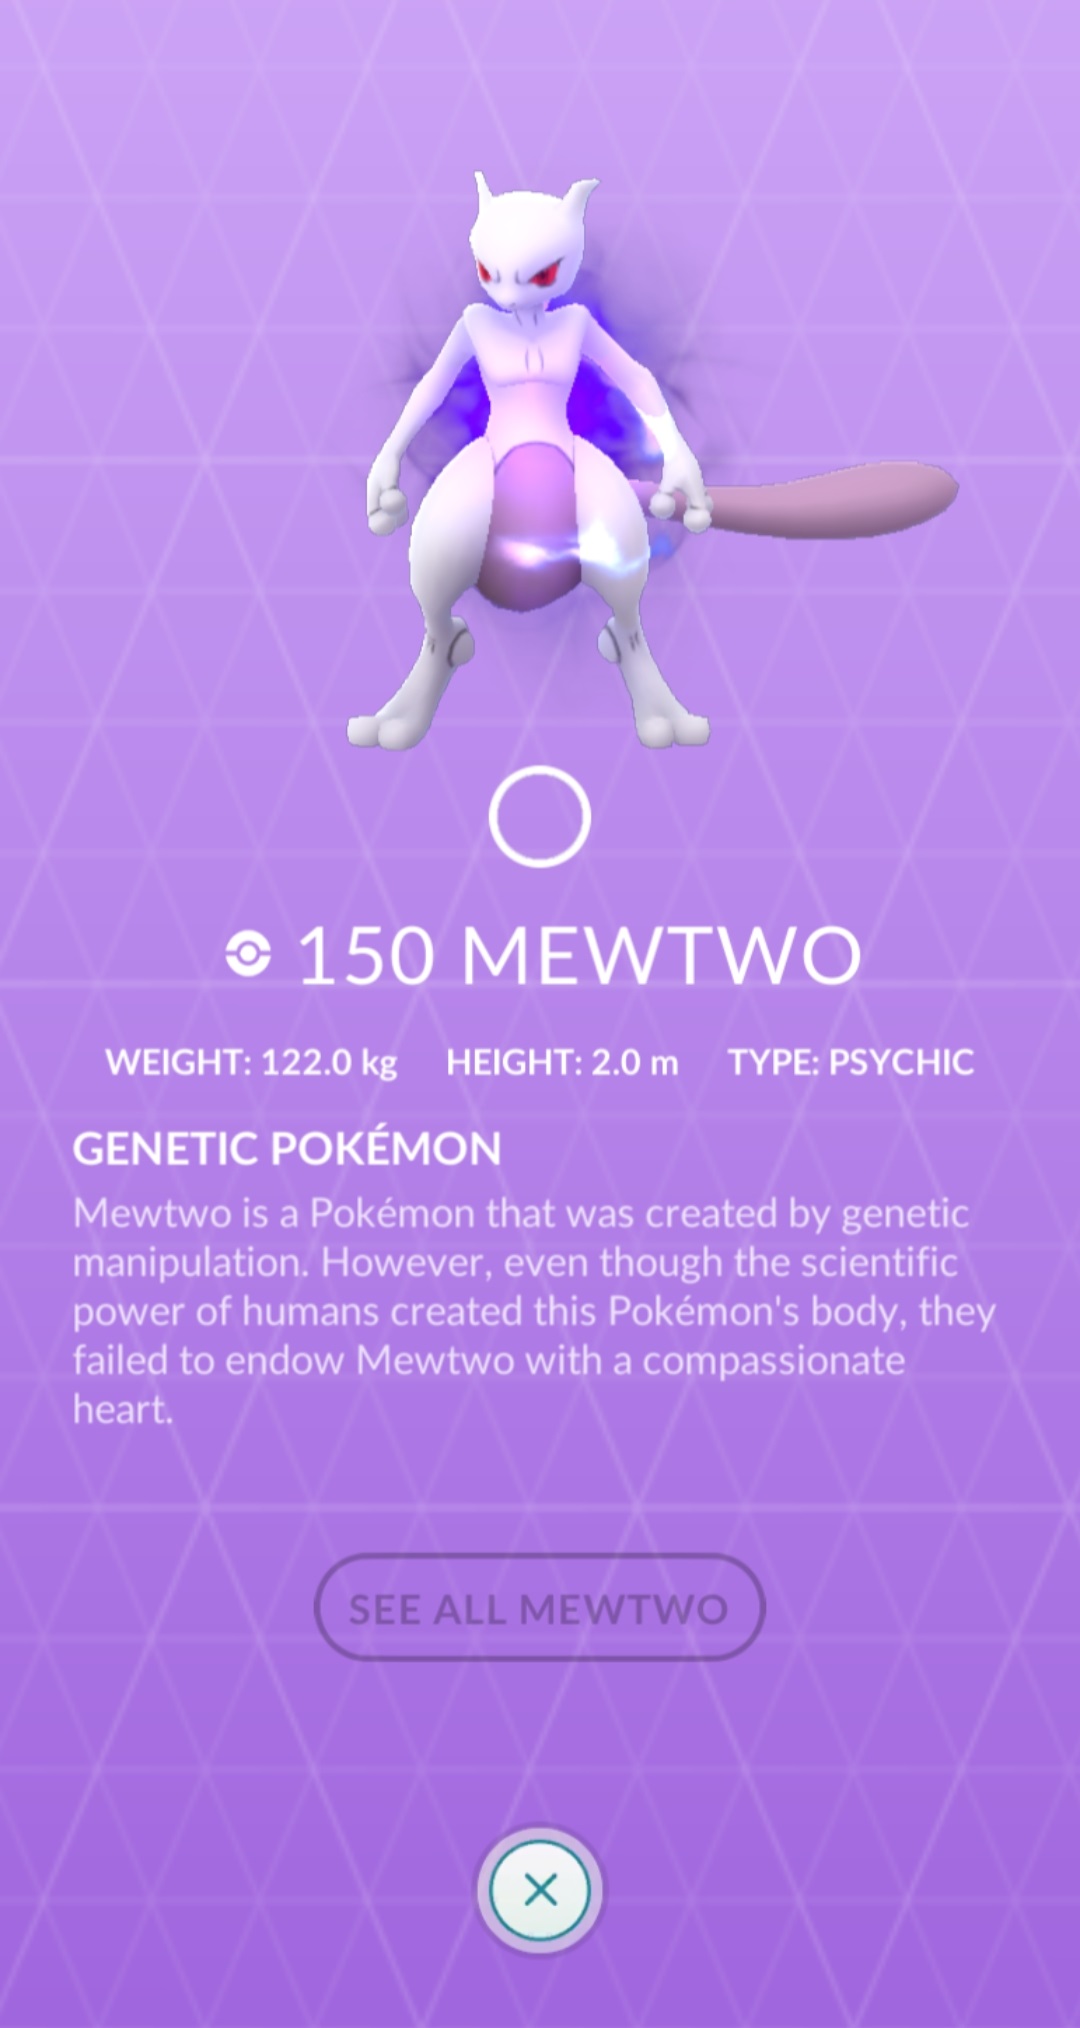 150 MEWTWO
WEIGHT: 122.0 kg HEIGHT: 2.0 m TYPE: PSYCHIC
GENETIC POKÉMON
Mewtwo is a Pokémon that was created by genetic
manipulation. However, even though the scientific
power of humans created this Pokémon's body, they
failed to endow Mewtwo with a compassionate
heart.
SEE ALL MEWTWO